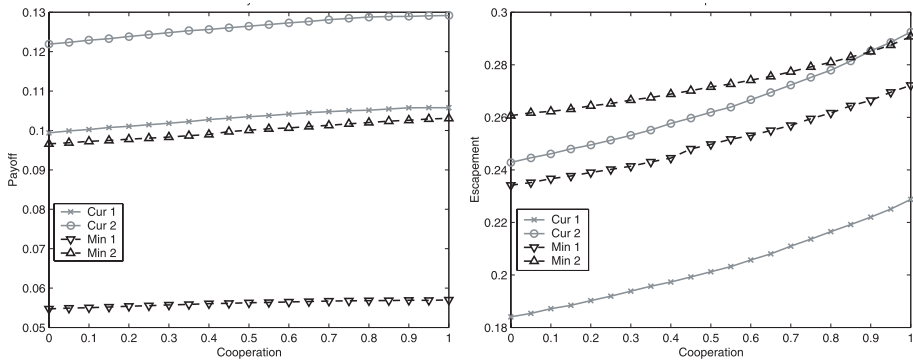 0.13
0.12
0.11
0.1
0.09
0.08
0.07
0.06
0.05
Payoff
Cur 1
Cur 2
Min 1
Min 2
0 0.1 0.2 0.3 0.4 0.5 0.6 0.7 0.8 0.9 1
Cooperation
0.3
0.28
0.26
0.24
0.22
0.2
0.18
Escapement
Cur 1
Cur 2
Min 1
Min 2
0 0.1 0.2 0.3 0.4 0.5 0.6 0.7 0.8 0.9 1
Cooperation